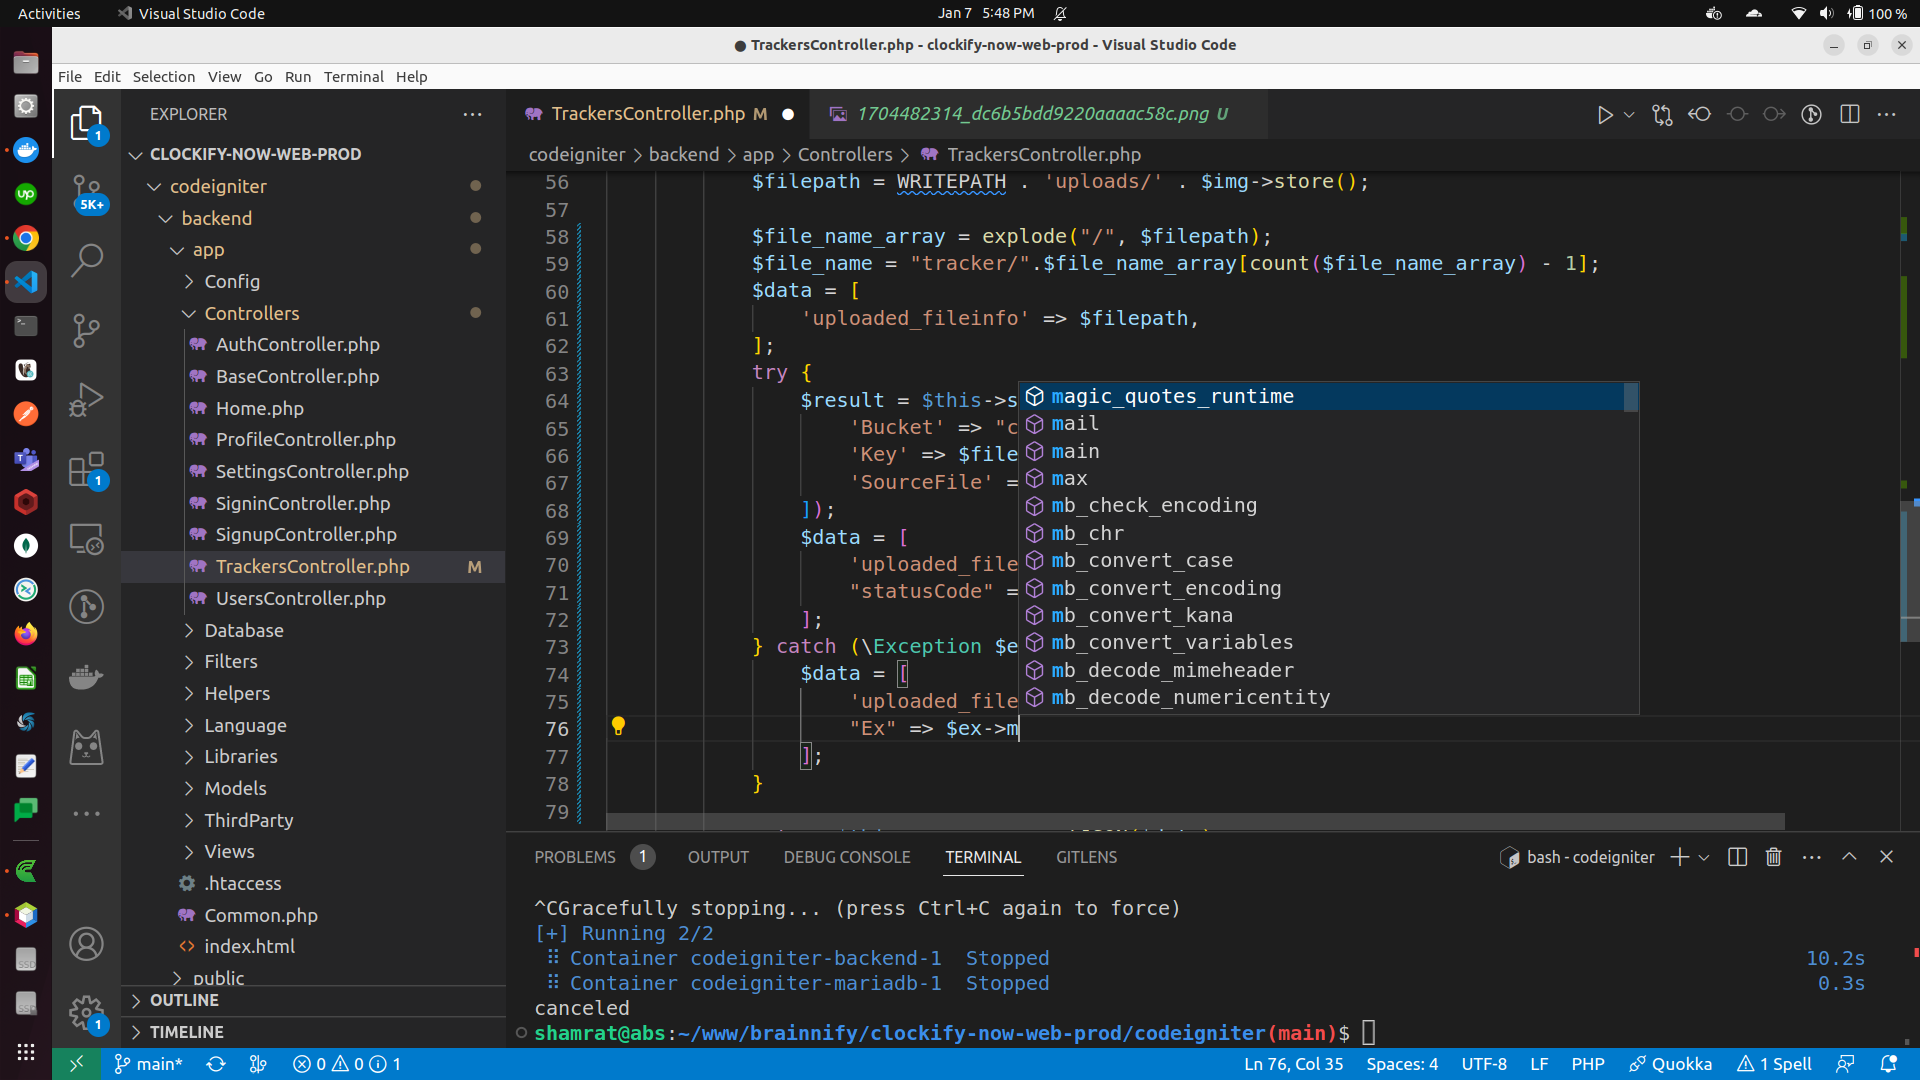 Activities
Visual Studio Code
Jan 7 5:48 PM
100 %
● TrackersController.php - clockify-now-web-prod - Visual Studio Code
File Edit Selection View Go Run Terminal Help
EXPLORER
CLOCKIFY-NOW-WEB-PROD
codeigniter
backend
app
Config
Controllers
AuthController.php
BaseController.php
Home.php
ProfileController.php
SettingsController.php
SigninController.php
SignupController.php
TrackersController.php M
UsersController.php
Database
Filters
Helpers
Language
Libraries
Models
ThirdParty
Views
.htaccess
Common.php
index.html
public
OUTLINE
TIMELINE
1
5K+
1
1
TrackersController.php M
1704482314_dc6b5bdd9220aaaac58c.png U
codeigniter > backend > app > Controllers > TrackersController.php
56 $filepath = WRITEPATH . 'uploads/' . $img->store();
57
58 $file_name_array = explode("/", $filepath);
59 $file_name = "tracker/".$file_name_array[count($file_name_array) - 1];
60 $data = [
61 'uploaded_fileinfo' => $filepath,
62 ];
63 try {
64 $result = $this->s
65 'Bucket' => "c
66 'Key' => $file
67 'SourceFile' =
68 ]);
69 $data = [
70 'uploaded_file
71 "statusCode" =
72 ];
73 } catch (\Exception $e
74 $data = [
75 'uploaded_file
76 "Ex" => $ex->m
77 ];
78 }
79
magic_quotes_runtime
mail
main
max
mb_check_encoding
mb_chr
mb_convert_case
mb_convert_encoding
mb_convert_kana
mb_convert_variables
mb_decode_mimeheader
mb_decode_numericentity
PROBLEMS 1 OUTPUT DEBUG CONSOLE TERMINAL GITLENS
bash - codeigniter
^CGracefully stopping... (press Ctrl+C again to force)
[+] Running 2/2
⠿ Container codeigniter-backend-1 Stopped 10.2s
⠿ Container codeigniter-mariadb-1 Stopped 0.3s
canceled
shamrat@abs:~/www/brainnify/clockify-now-web-prod/codeigniter(main)$
main* 0 0 1
Ln 76, Col 35 Spaces: 4 UTF-8 LF PHP Quokka 1 Spell